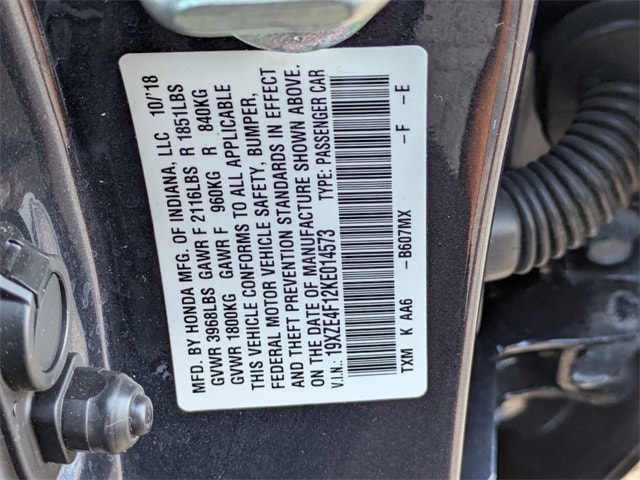 MFD. BY HONDA MFG. OF INDIANA, LLC 10/'18
GVWR 3968LBS GAWR F 2116LBS R 1851LBS
GVWR 1800KG GAWR F 960KG R 840KG
THIS VEHICLE CONFORMS TO ALL APPLICABLE
FEDERAL MOTOR VEHICLE SAFETY, BUMPER,
AND THEFT PREVENTION STANDARDS IN EFFECT
ON THE DATE OF MANUFACTURE SHOWN ABOVE.
V.I.N.: 19XZE4F12KE014573 TYPE: PASSENGER CAR
-B607MX -F -E
TXM K AA6